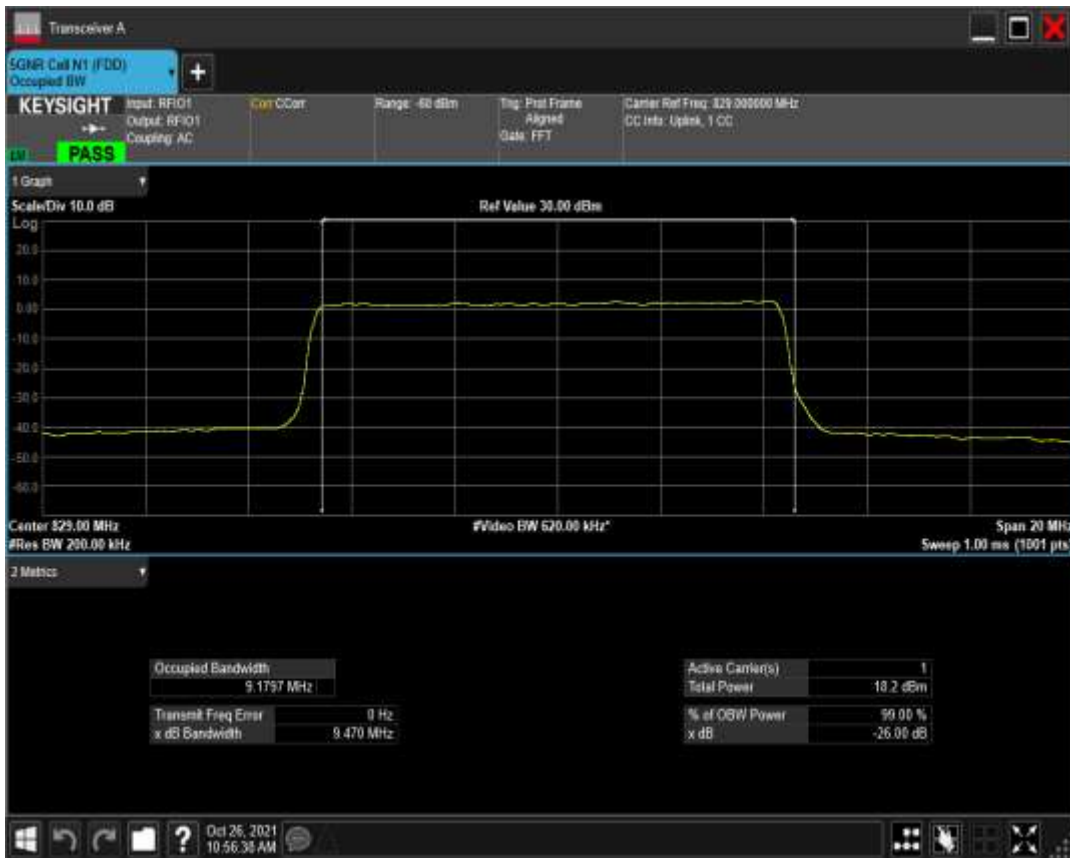 Transceiver A
5GNR Cell N1 (FDD)
Occupied BW
+
KEYSIGHT
Input: RFIO1
Output: RFIO1
Coupling: AC
Corr CCorr
Range: -60 dBm
Trig: Prot Frame
Aligned
Gate: FFT
Carrier Ref Freq: 829.000000 MHz
CC Info: Uplink, 1 CC
PASS
1 Graph
Scale/Div 10.0 dB
Ref Value 30.00 dBm
Log
20.0
10.0
0.00
-10.0
-20.0
-30.0
-40.0
-50.0
-60.0
Center 829.00 MHz
#Video BW 620.00 kHz*
Span 20 MHz
#Res BW 200.00 kHz
Sweep 1.00 ms (1001 pts)
2 Metrics
Occupied Bandwidth
9.1797 MHz
Transmit Freq Error 0 Hz
x dB Bandwidth 9.470 MHz
Active Carrier(s) 1
Total Power 18.2 dBm
% of OBW Power 99.00 %
x dB -26.00 dB
?
Oct 26, 2021
10:56:38 AM